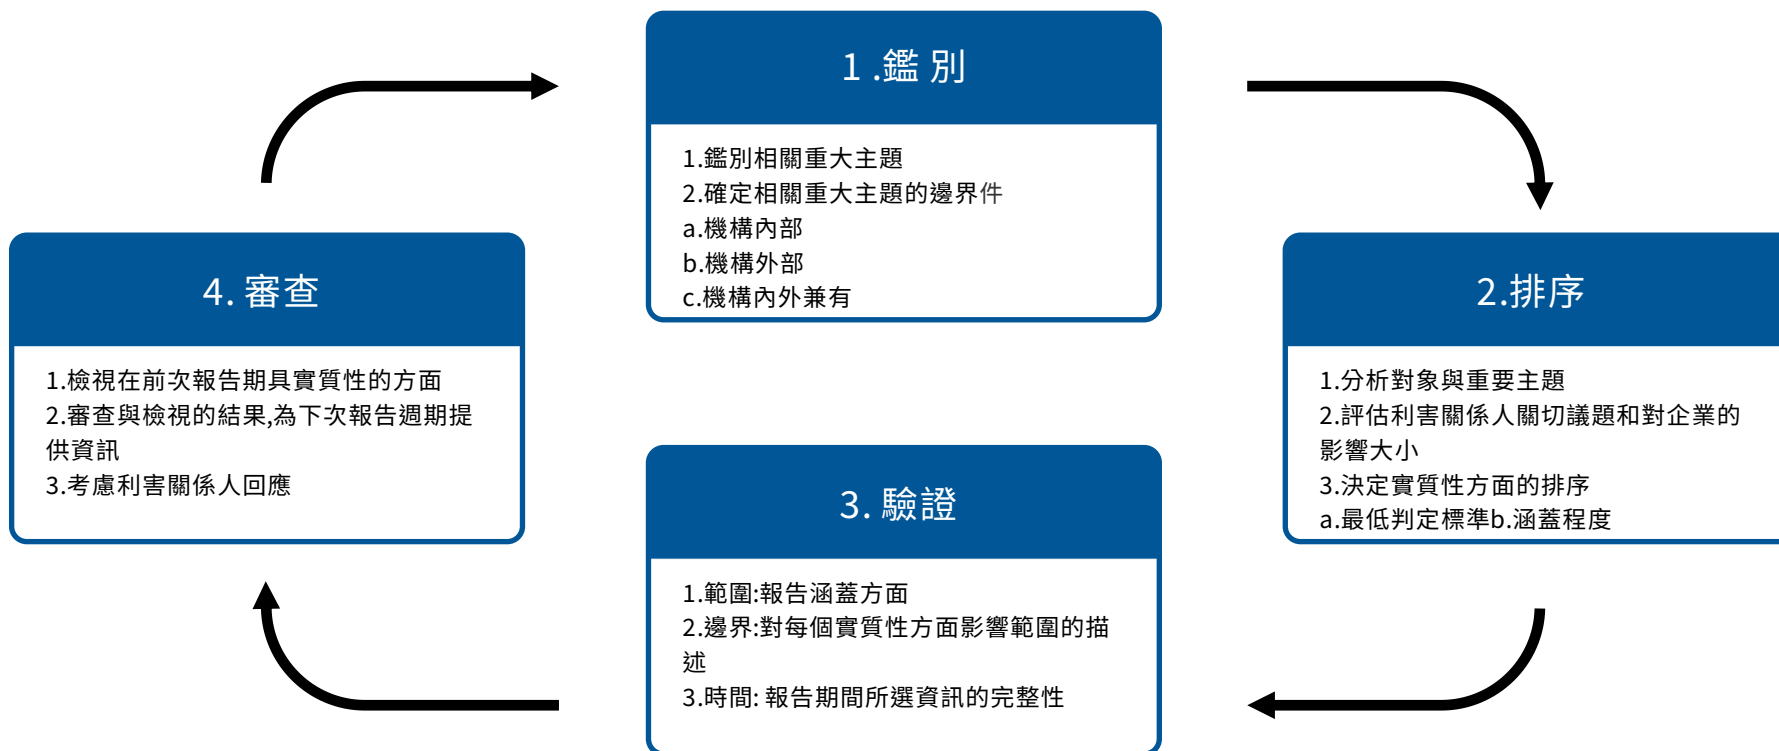 1 .鑑 別
1.鑑別相關重大主題
2.確定相關重大主題的邊界件
a.機構內部
b.機構外部
c.機構內外兼有
2.排序
1.分析對象與重要主題
2.評估利害關係人關切議題和對企業的
影響大小
3.決定實質性方面的排序
a.最低判定標準b.涵蓋程度
3. 驗證
1.範圍:報告涵蓋方面
2.邊界:對每個實質性方面影響範圍的描
述
3.時間: 報告期間所選資訊的完整性
4. 審查
1.檢視在前次報告期具實質性的方面
2.審查與檢視的結果,為下次報告週期提
供資訊
3.考慮利害關係人回應